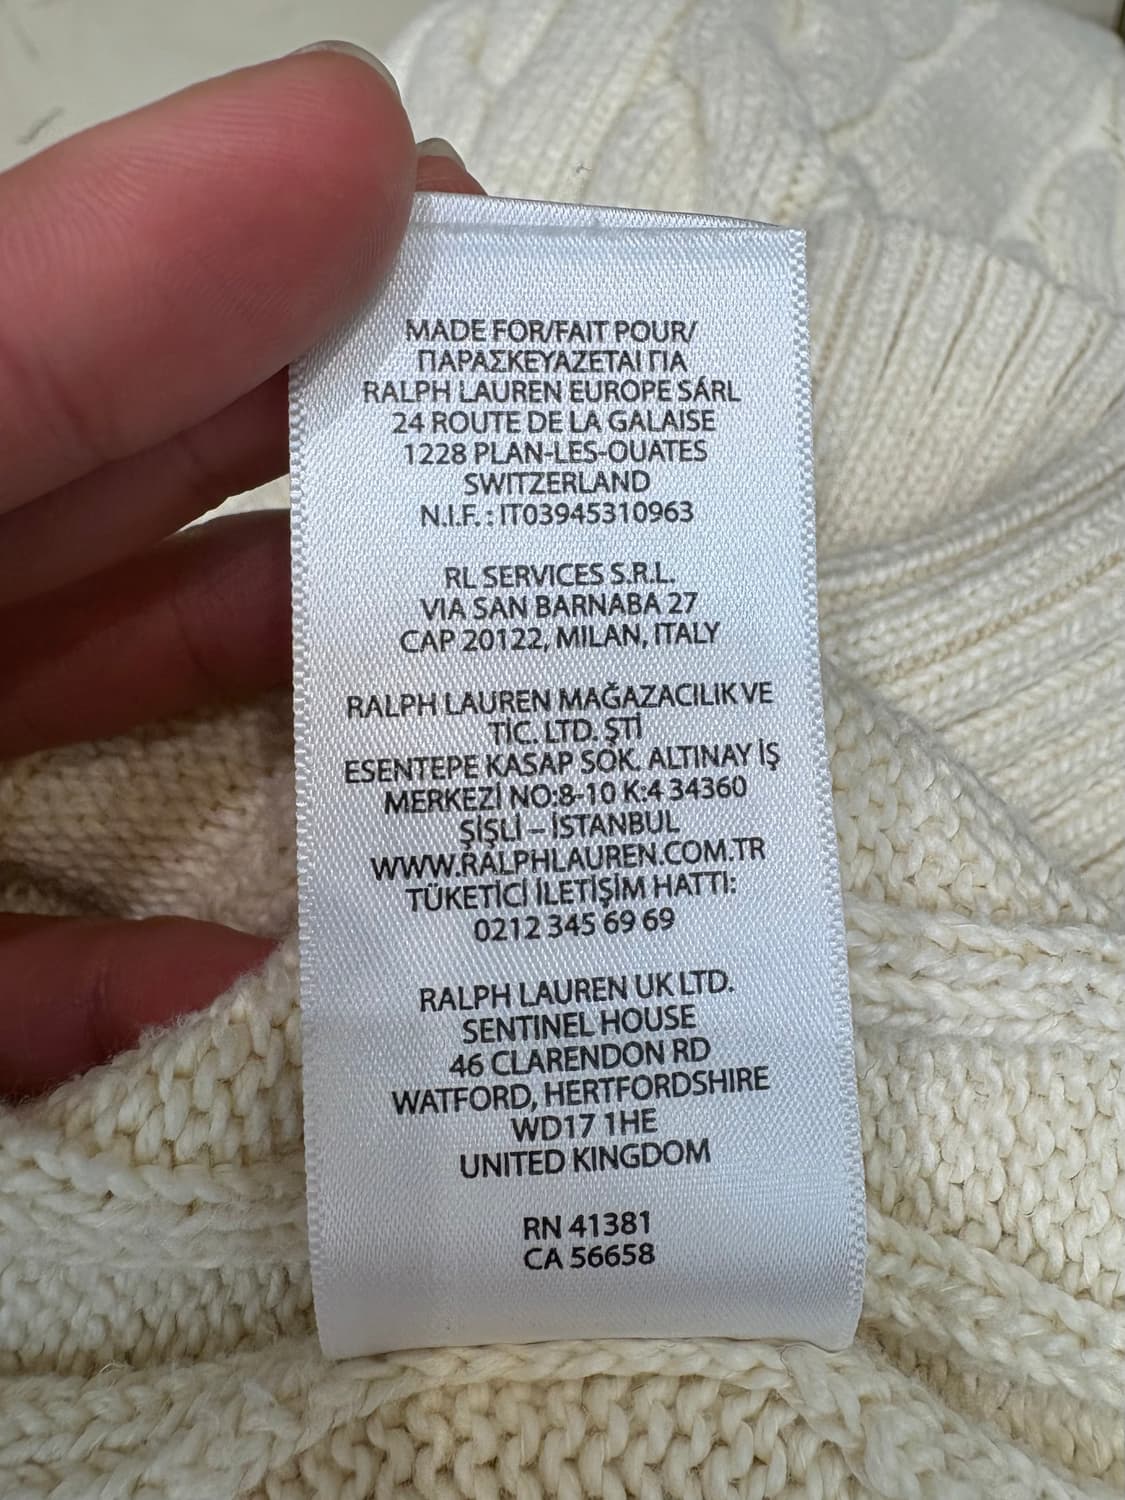 MADE FOR/FAIT POUR/
ΠΑΡΑΣΚΕΥΑΖΕΤΑΙ ΓΙΑ
RALPH LAUREN EUROPE SÁRL
24 ROUTE DE LA GALAISE
1228 PLAN-LES-OUATES
SWITZERLAND
N.I.F. : IT03945310963
RL SERVICES S.R.L.
VIA SAN BARNABA 27
CAP 20122, MILAN, ITALY
RALPH LAUREN MAĞAZACILIK VE
TİC. LTD. ŞTİ
ESENTEPE KASAP SOK. ALTINAY İŞ
MERKEZİ NO:8-10 K:4 34360
ŞİŞLİ – İSTANBUL
WWW.RALPHLAUREN.COM.TR
TÜKETİCİ İLETİŞİM HATTI:
0212 345 69 69
RALPH LAUREN UK LTD.
SENTINEL HOUSE
46 CLARENDON RD
WATFORD, HERTFORDSHIRE
WD17 1HE
UNITED KINGDOM
RN 41381
CA 56658